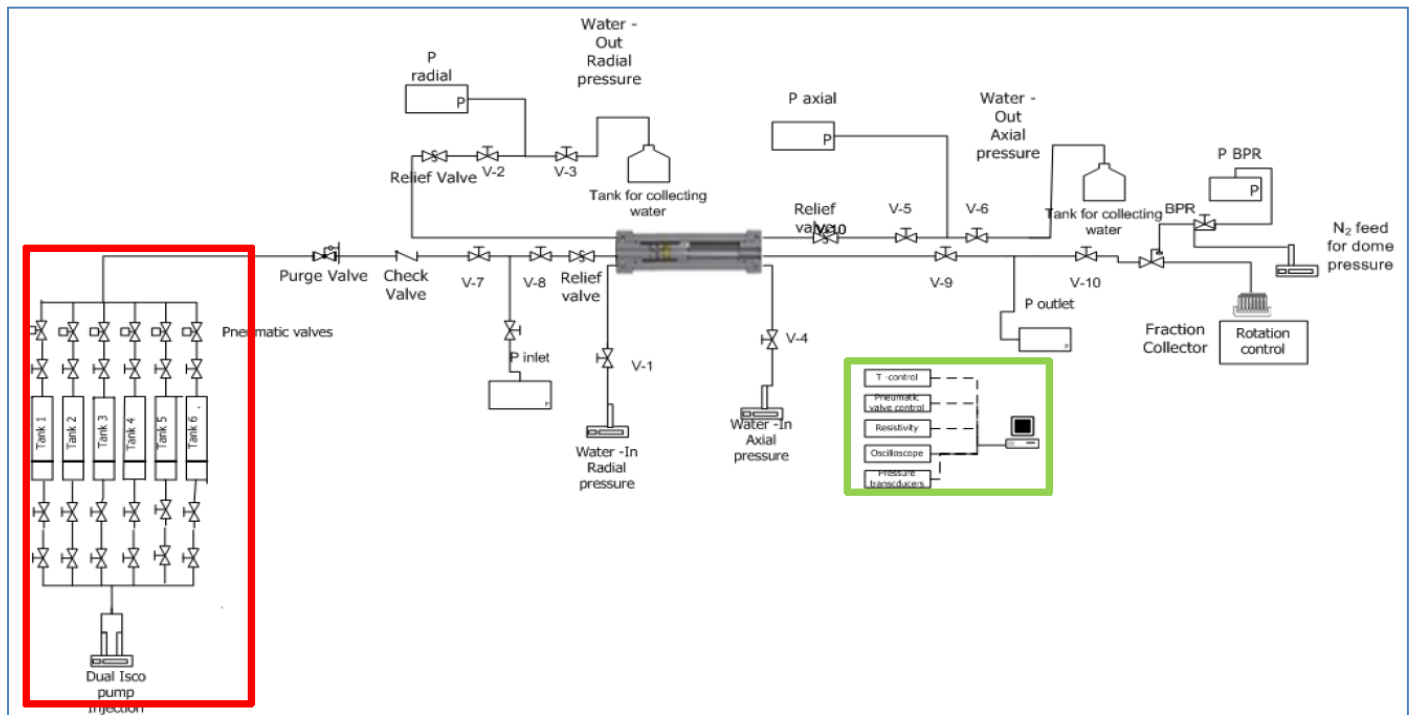 Water -
Out
Radial
pressure
P
radial
P
Relief Valve
V-2
V-3
Tank for collecting
water
P axial
P
Water -
Out
Axial
pressure
Relief
valve
V-10
V-5
V-6
Tank for collecting
water
BPR
P BPR
P
N₂ feed
for dome
pressure
Purge Valve
Check
Valve
V-7
V-8
Relief
valve
V-9
V-10
P inlet
P
V-1
V-4
Water -In
Radial
pressure
Water -In
Axial
pressure
P outlet
P
Fraction
Collector
Rotation
control
Pneumatic valves
Tank 1
Tank 2
Tank 3
Tank 4
Tank 5
Tank 6
Dual Isco
pump
Injection
T -control
Pneumatic
valve control
Resistivity
Oscilloscope
Pressure
transcducers